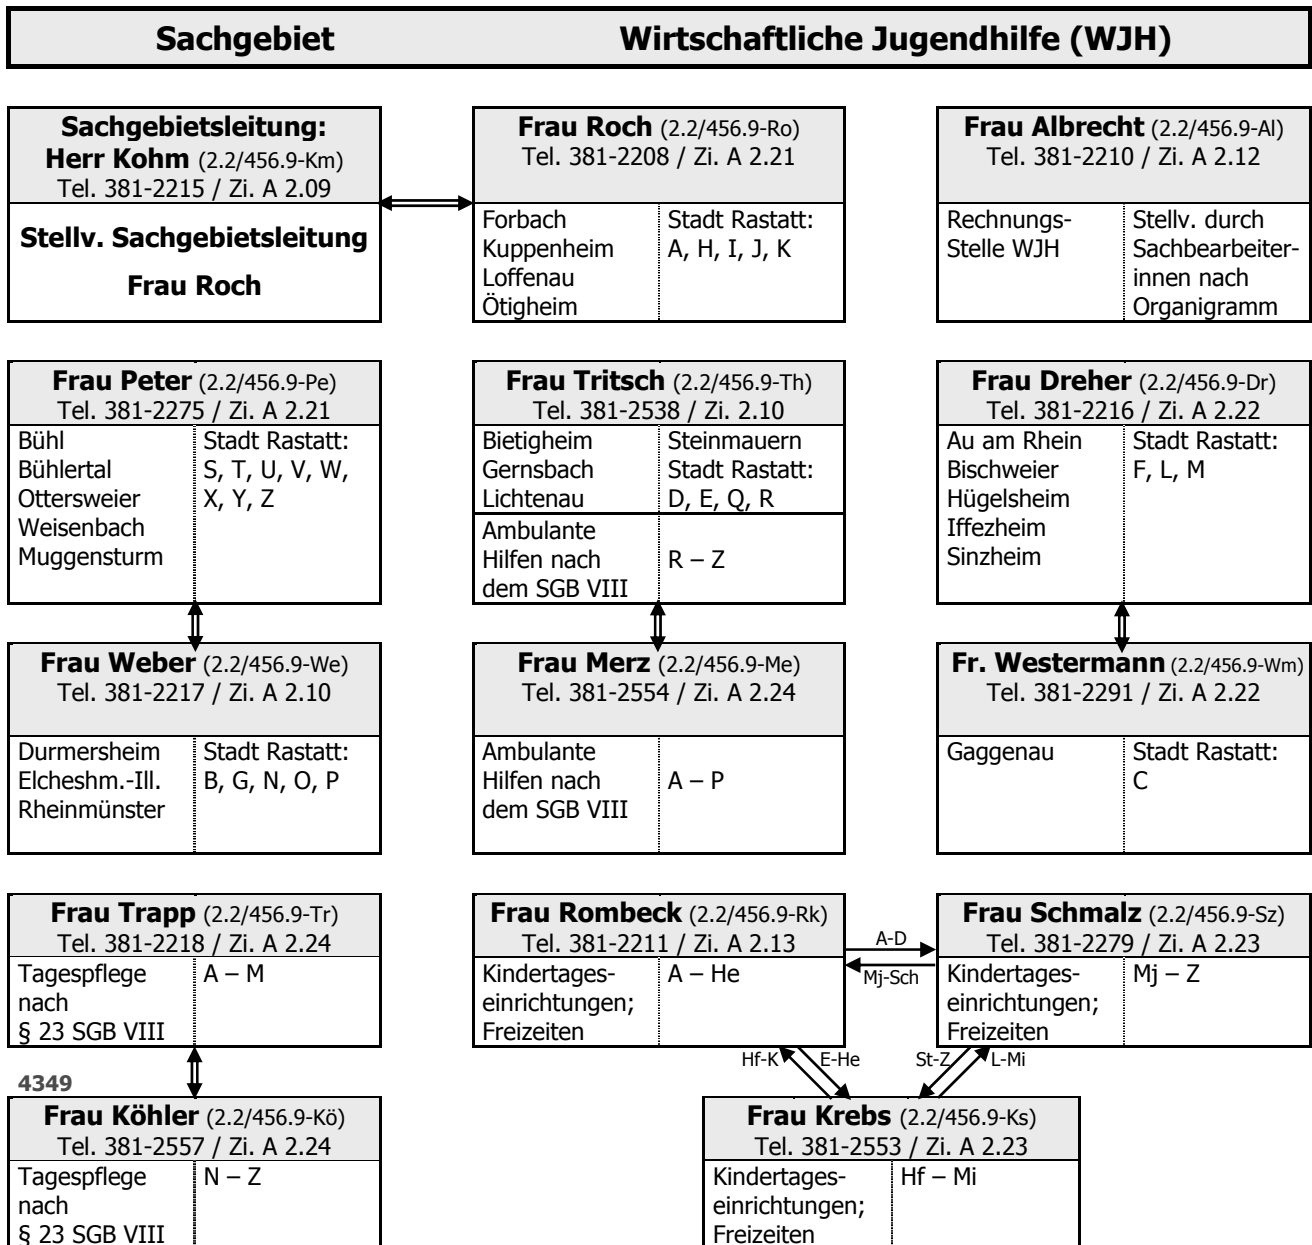 Sachgebiet Wirtschaftliche Jugendhilfe (WJH)
Sachgebietsleitung:
Herr Kohm (2.2/456.9-Km)
Tel. 381-2215 / Zi. A 2.09
Stellv. Sachgebietsleitung
Frau Roch
Frau Roch (2.2/456.9-Ro)
Tel. 381-2208 / Zi. A 2.21
Forbach
Kuppenheim
Loffenau
Ötigheim
Stadt Rastatt:
A, H, I, J, K
Frau Albrecht (2.2/456.9-Al)
Tel. 381-2210 / Zi. A 2.12
Rechnungs-
Stelle WJH
Stellv. durch
Sachbearbeiter-
innen nach
Organigramm
Frau Peter (2.2/456.9-Pe)
Tel. 381-2275 / Zi. A 2.21
Bühl
Bühlertal
Ottersweier
Weisenbach
Muggensturm
Stadt Rastatt:
S, T, U, V, W,
X, Y, Z
Frau Tritsch (2.2/456.9-Th)
Tel. 381-2538 / Zi. 2.10
Bietigheim
Gernsbach
Lichtenau
Steinmauern
Stadt Rastatt:
D, E, Q, R
Ambulante
Hilfen nach
dem SGB VIII
R – Z
Frau Dreher (2.2/456.9-Dr)
Tel. 381-2216 / Zi. A 2.22
Au am Rhein
Bischweier
Hügelsheim
Iffezheim
Sinzheim
Stadt Rastatt:
F, L, M
Frau Weber (2.2/456.9-We)
Tel. 381-2217 / Zi. A 2.10
Durmersheim
Elcheshm.-Ill.
Rheinmünster
Stadt Rastatt:
B, G, N, O, P
Frau Merz (2.2/456.9-Me)
Tel. 381-2554 / Zi. A 2.24
Ambulante
Hilfen nach
dem SGB VIII
A – P
Fr. Westermann (2.2/456.9-Wm)
Tel. 381-2291 / Zi. A 2.22
Gaggenau
Stadt Rastatt:
C
Frau Trapp (2.2/456.9-Tr)
Tel. 381-2218 / Zi. A 2.24
Tagespflege
nach
§ 23 SGB VIII
A – M
Frau Rombeck (2.2/456.9-Rk)
Tel. 381-2211 / Zi. A 2.13
Kindertages-
einrichtungen;
Freizeiten
A – He
A-D
Mj-Sch
Frau Schmalz (2.2/456.9-Sz)
Tel. 381-2279 / Zi. A 2.23
Kindertages-
einrichtungen;
Freizeiten
Mj – Z
Hf-K
E-He
St-Z
L-Mi
4349
Frau Köhler (2.2/456.9-Kö)
Tel. 381-2557 / Zi. A 2.24
Tagespflege
nach
§ 23 SGB VIII
N – Z
Frau Krebs (2.2/456.9-Ks)
Tel. 381-2553 / Zi. A 2.23
Kindertages-
einrichtungen;
Freizeiten
Hf – Mi